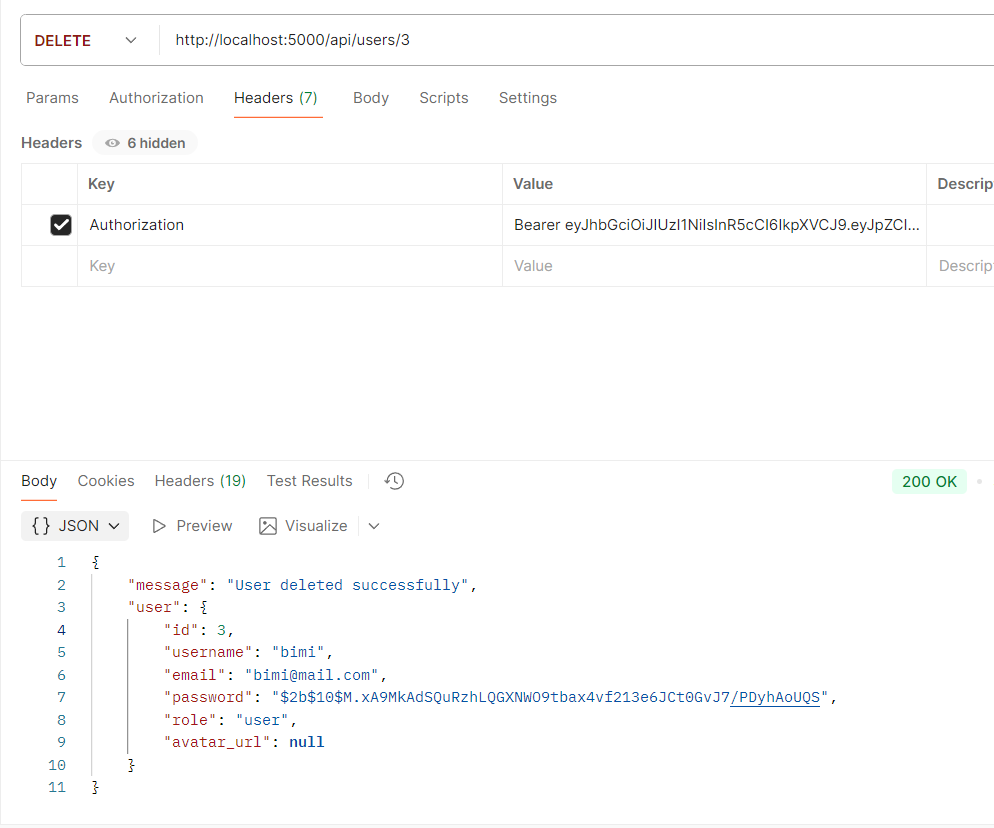 DELETE http://localhost:5000/api/users/3
Params Authorization Headers (7) Body Scripts Settings
Headers 6 hidden
Key Value Descrip
Authorization Bearer eyJhbGciOiJIUzI1NiIsInR5cCI6IkpXVCJ9.eyJpZCI...
Key Value Descrip
Body Cookies Headers (19) Test Results 200 OK
{} JSON Preview Visualize
1 {
2 "message": "User deleted successfully",
3 "user": {
4 "id": 3,
5 "username": "bimi",
6 "email": "bimi@mail.com",
7 "password": "$2b$10$M.xA9MkAdSQuRzhLQGXNWO9tbax4vf213e6JCt0GvJ7/PDyhAoUQS",
8 "role": "user",
9 "avatar_url": null
10 }
11 }